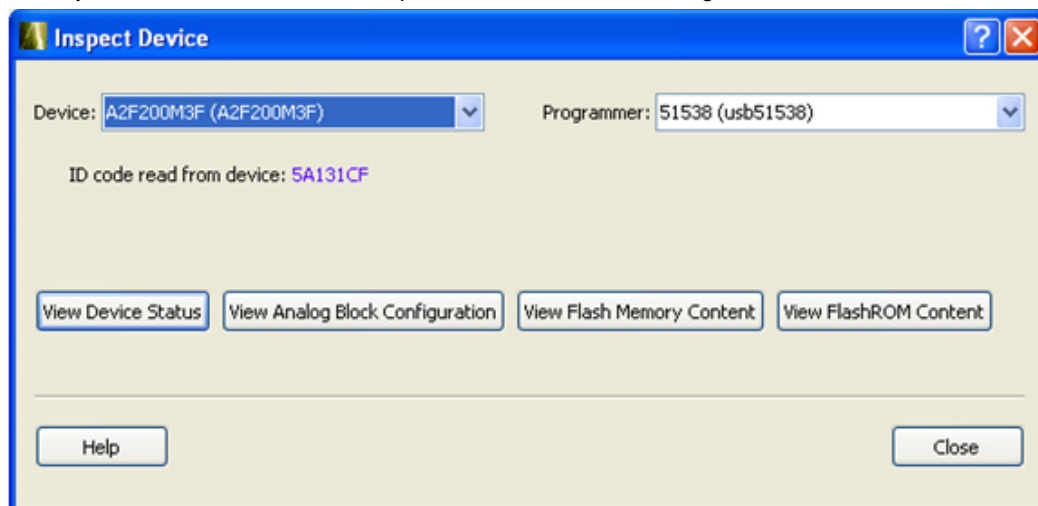 Inspect Device
Device: A2F200M3F (A2F200M3F) Programmer: 51538 (usb51538)
ID code read from device: 5A131CF
View Device Status View Analog Block Configuration View Flash Memory Content View FlashROM Content
Help Close